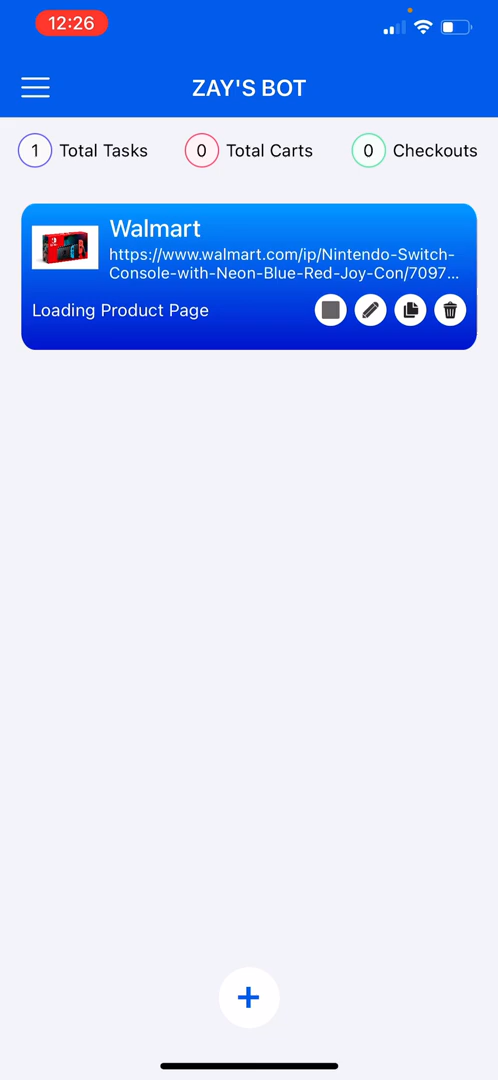 12:26
ZAY'S BOT
1 Total Tasks 0 Total Carts 0 Checkouts
Walmart
https://www.walmart.com/ip/Nintendo-Switch-
Console-with-Neon-Blue-Red-Joy-Con/7097...
Loading Product Page
+